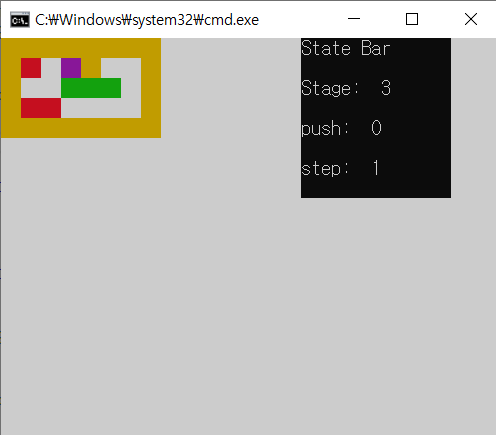 C:₩Windows₩system32₩cmd.exe
State Bar
Stage:  3
push:  0
step:  1